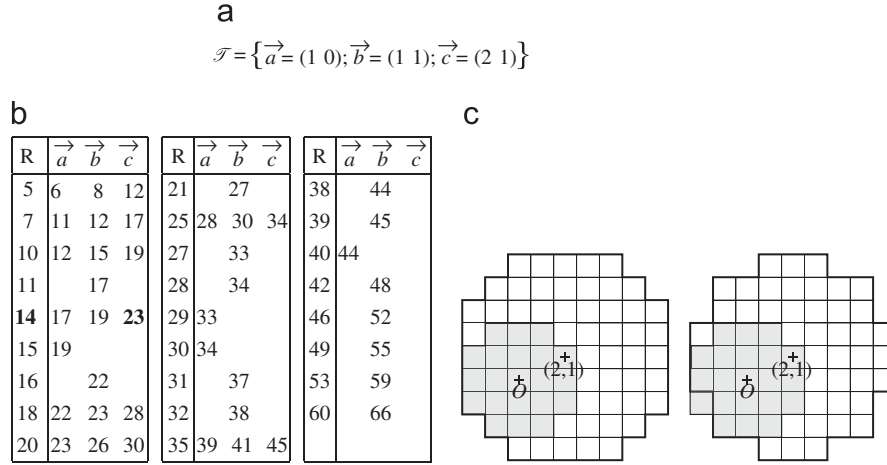 a
𝒯 = {a⃗ = (1 0); b⃗ = (1 1); c⃗ = (2 1)}
b
R a⃗ b⃗ c⃗
5 6 8 12
7 11 12 17
10 12 15 19
11 17
14 17 19 23
15 19
16 22
18 22 23 28
20 23 26 30
R a⃗ b⃗ c⃗
21 27
25 28 30 34
27 33
28 34
29 33
30 34
31 37
32 38
35 39 41 45
R a⃗ b⃗ c⃗
38 44
39 45
40 44
42 48
46 52
49 55
53 59
60 66
c
(2,1)
O
(2,1)
O